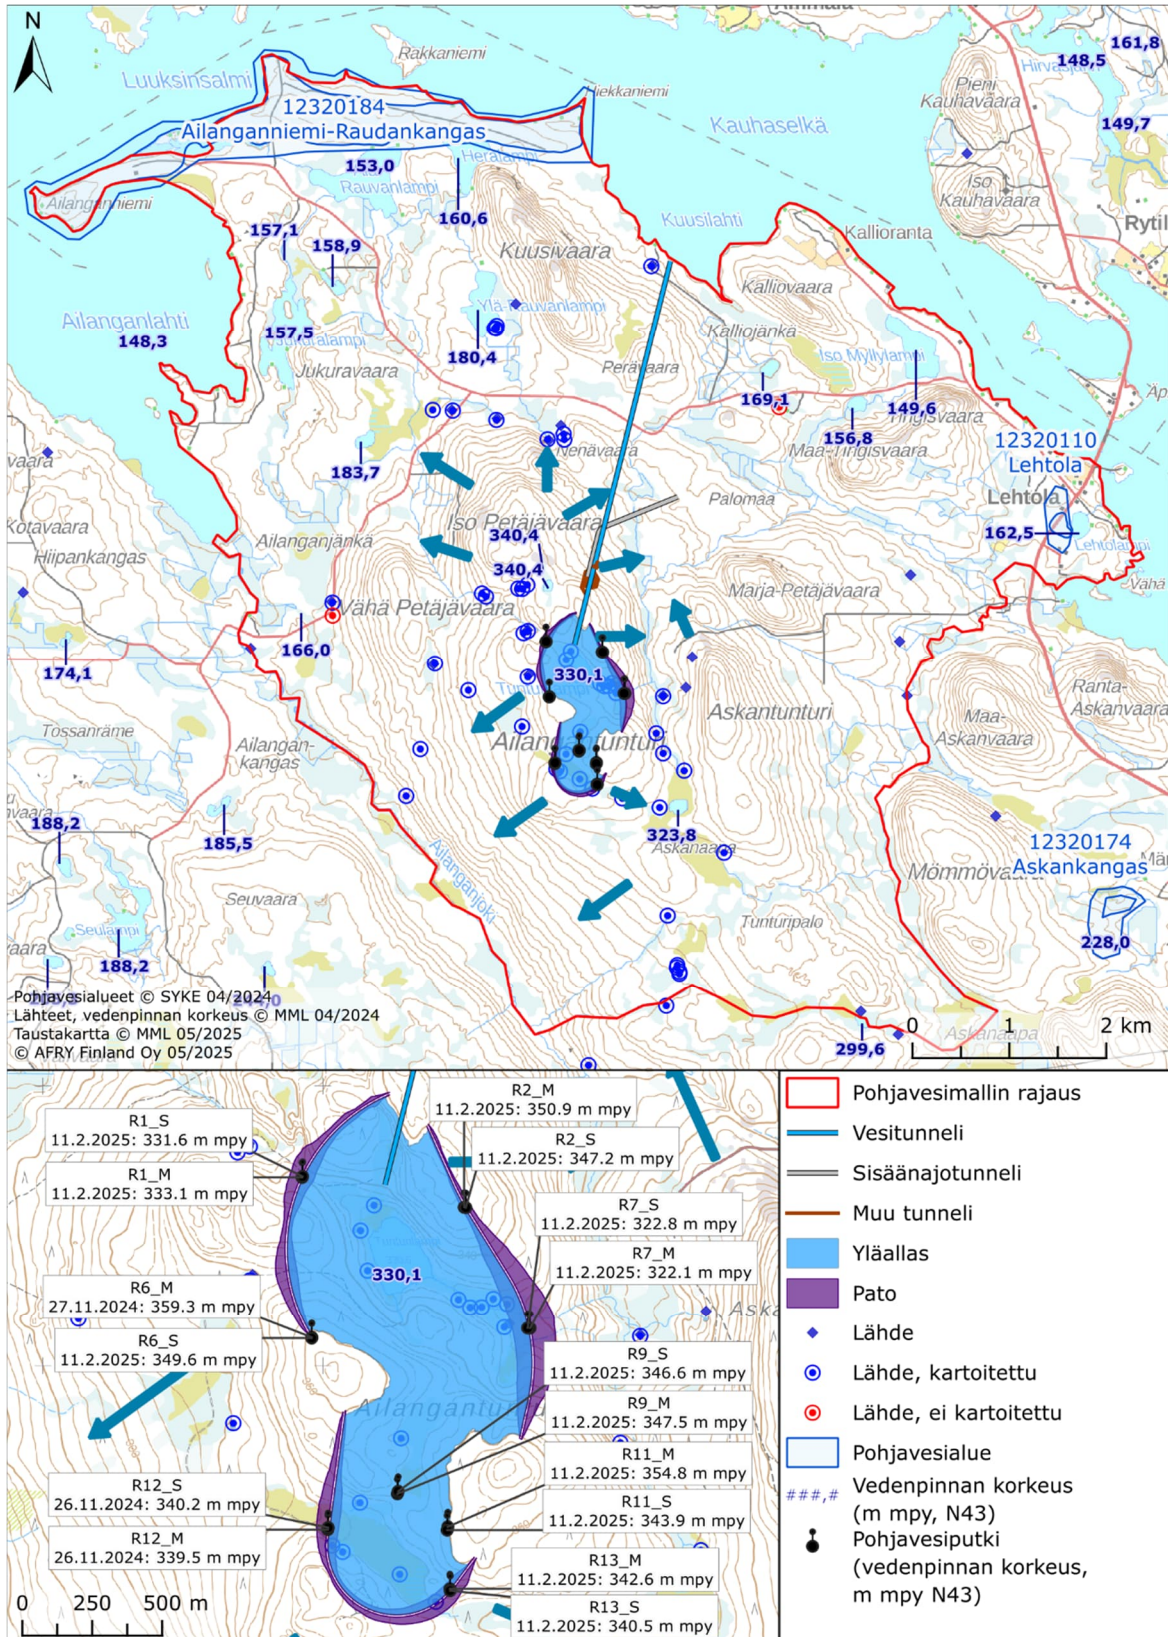 N
Ammälä
161,8
148,5
Hirvasjärvi
149,7
Rakkaniemi
Luuksinsalmi
Hiekkaniemi
Pieni
Kauhavaara
12320184
Ailanganniemi-Raudankangas
Kauhaselkä
153,0
Heralampi
Rauvanlampi
160,6
Iso
Kauhavaara
Ailanganniemi
Kuusilahti
Kallioranta
157,1
158,9
Kuusivaara
Kalliovaara
Ailanganlahti
148,3
157,5
Jukuralampi
Ylä-Rauvanlampi
180,4
Kalliojänkä
Iso Myllylampi
Jukuravaara
Perävaara
169,1
149,6
Tingisvaara
156,8
Maa-Tingisvaara
12320110
Lehtola
Lehtola
vaara
183,7
Nenävaara
Kotavaara
Hiipankangas
Ailanganjänkä
Iso Petäjävaara
Palomaa
162,5
Lehtolampi
340,4
340,4
Vähä
Vähä Petäjävaara
Marja-Petäjävaara
174,1
166,0
330,1
Ranta-
Askanvaara
Tossanräme
Ailangan-
kangas
Ailangantunturi
Askantunturi
Maa-
Askanvaara
188,2
185,5
323,8
Askanaapa
12320174
Askankangas
Ailanganjoki
Mömmövaara
Seuvaara
Seulampi
Tunturipalo
vaara
188,2
228,0
Pohjavesialueet © SYKE 04/2024
Lähteet, vedenpinnan korkeus © MML 04/2024
Taustakartta © MML 05/2025
© AFRY Finland Oy 05/2025
0 1 2 km
299,6
Askanaapa
R1_S
11.2.2025: 331.6 m mpy
R1_M
11.2.2025: 333.1 m mpy
R2_M
11.2.2025: 350.9 m mpy
R2_S
11.2.2025: 347.2 m mpy
R7_S
11.2.2025: 322.8 m mpy
R7_M
11.2.2025: 322.1 m mpy
330,1
R6_M
27.11.2024: 359.3 m mpy
R6_S
11.2.2025: 349.6 m mpy
Aska
R9_S
11.2.2025: 346.6 m mpy
R9_M
11.2.2025: 347.5 m mpy
R11_M
11.2.2025: 354.8 m mpy
R11_S
11.2.2025: 343.9 m mpy
R12_S
26.11.2024: 340.2 m mpy
R12_M
26.11.2024: 339.5 m mpy
R13_M
11.2.2025: 342.6 m mpy
R13_S
11.2.2025: 340.5 m mpy
0 250 500 m
Pohjavesimallin rajaus
Vesitunneli
Sisäänajotunneli
Muu tunneli
Yläallas
Pato
Lähde
Lähde, kartoitettu
Lähde, ei kartoitettu
Pohjavesialue
###,# Vedenpinnan korkeus
(m mpy, N43)
Pohjavesiputki
(vedenpinnan korkeus,
m mpy N43)